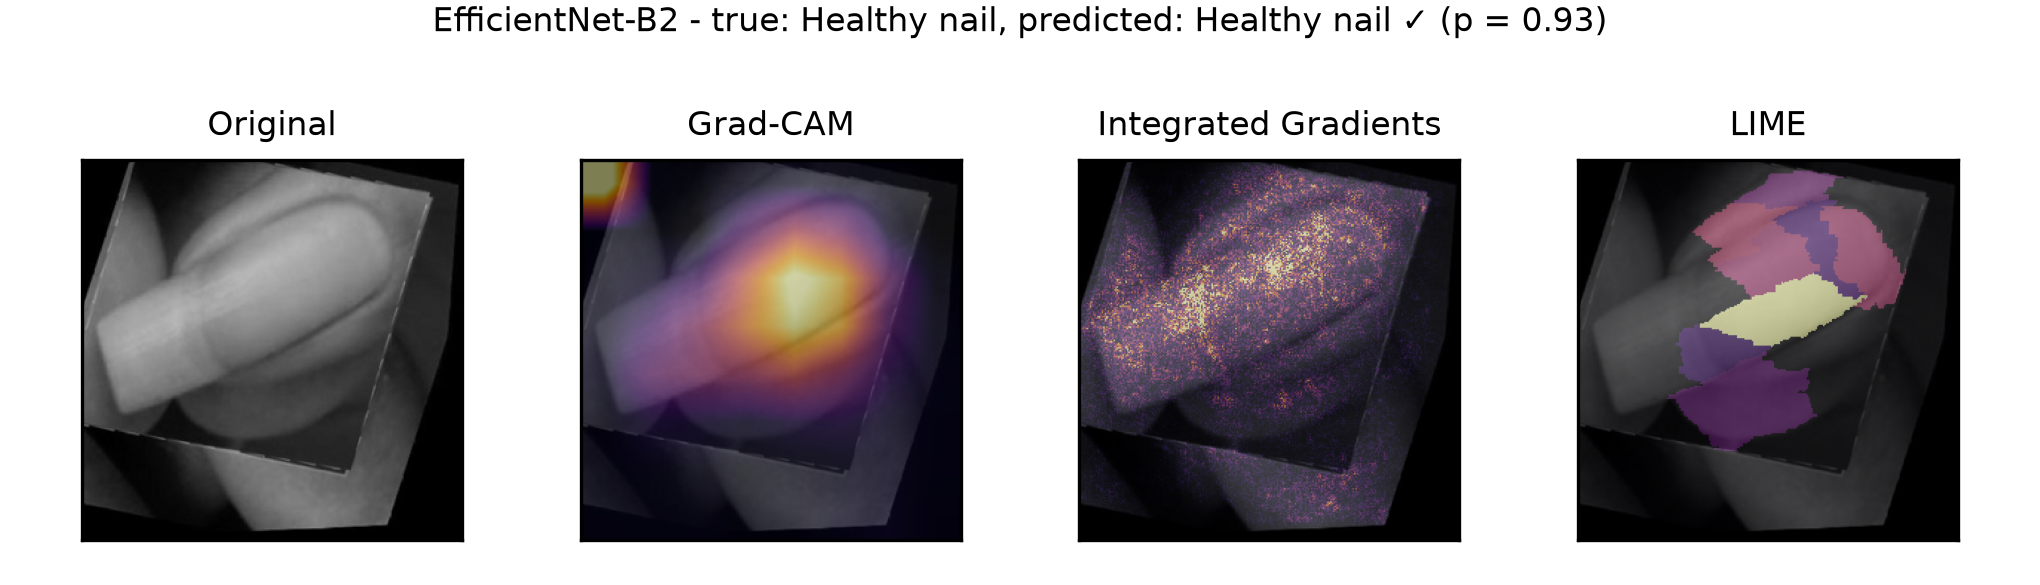 EfficientNet-B2 - true: Healthy nail, predicted: Healthy nail ✓ (p = 0.93)
Original
Grad-CAM
Integrated Gradients
LIME